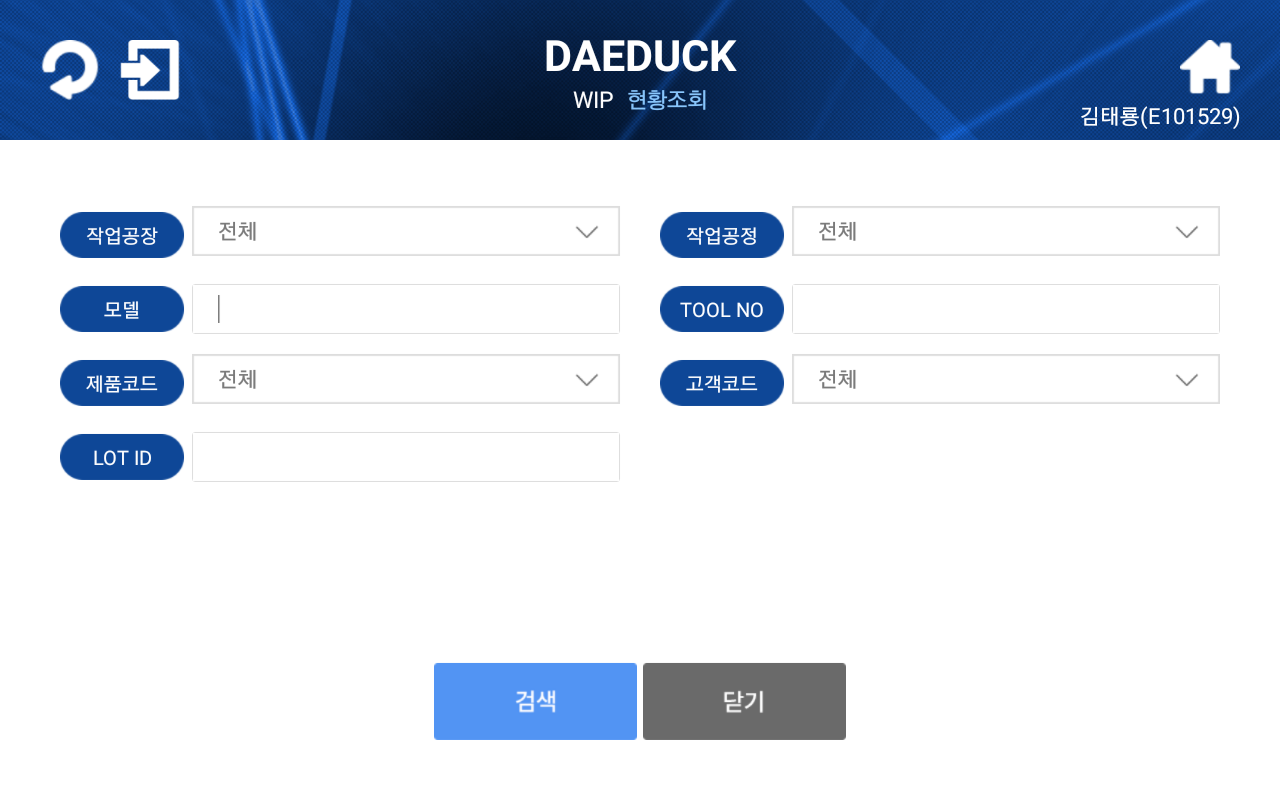 DAEDUCK
WIP 현황조회
김태룡(E101529)
작업공장 전체
작업공정 전체
모델
TOOL NO
제품코드 전체
고객코드 전체
LOT ID
검색
닫기